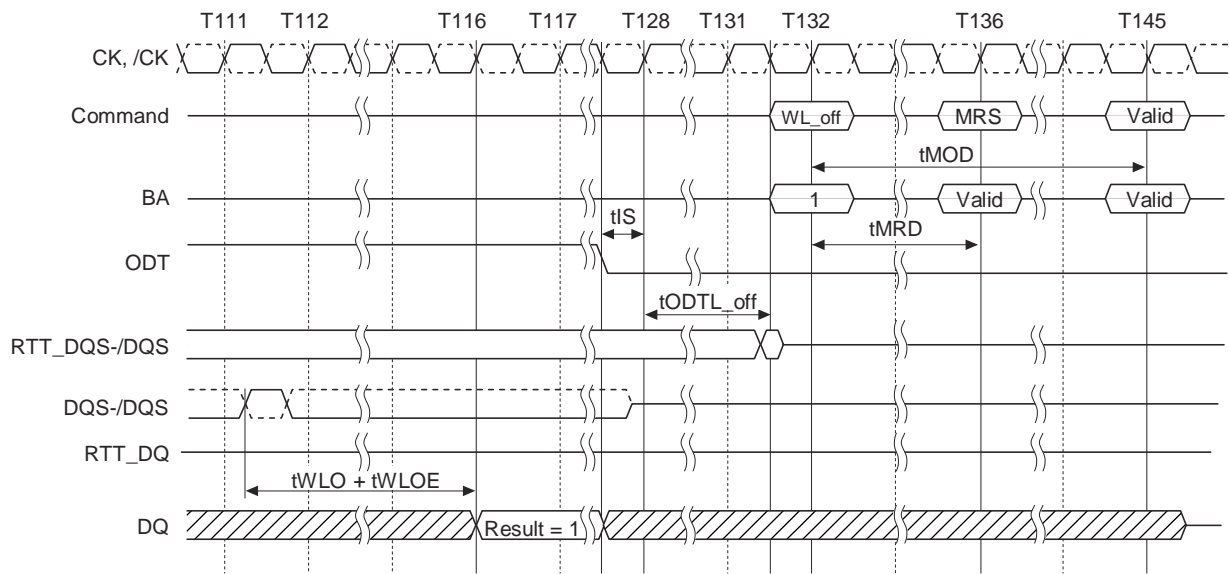 T111 T112 T116 T117 T128 T131 T132 T136 T145
CK, /CK
Command WL_off MRS Valid
tMOD
BA 1 Valid Valid
tIS
tMRD
ODT
tODTL_off
RTT_DQS-/DQS
DQS-/DQS
RTT_DQ
tWLO + tWLOE
DQ Result = 1